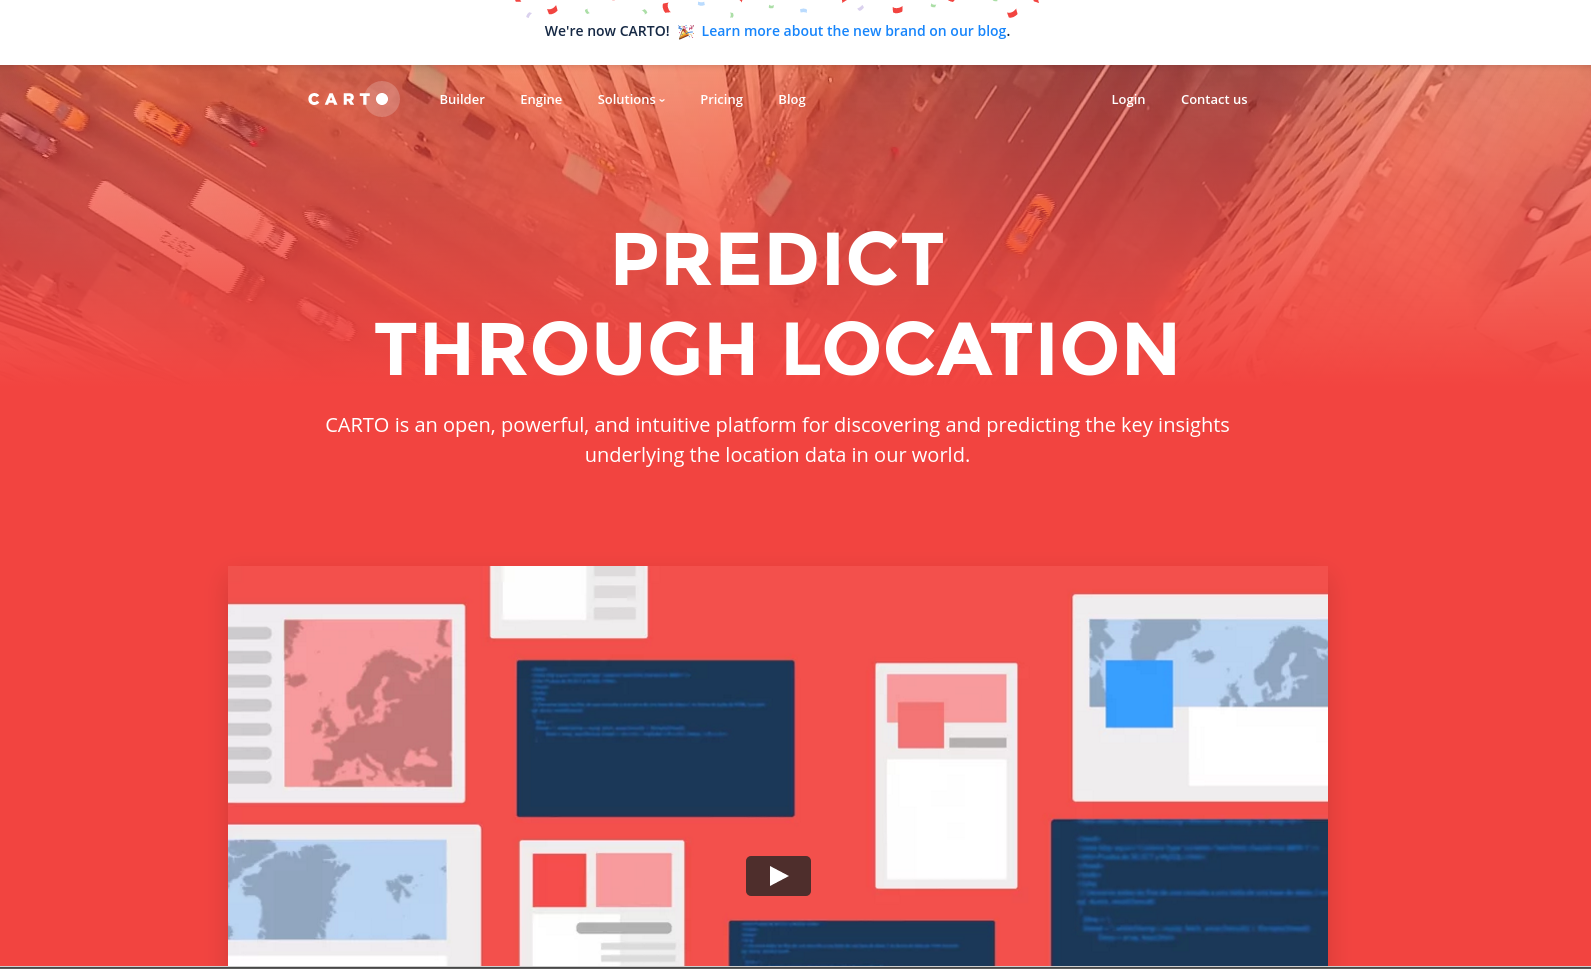 We're now CARTO! 🎉 Learn more about the new brand on our blog.
CARTO
Builder
Engine
Solutions
Pricing
Blog
Login
Contact us
PREDICT
THROUGH LOCATION
CARTO is an open, powerful, and intuitive platform for discovering and predicting the key insights
underlying the location data in our world.